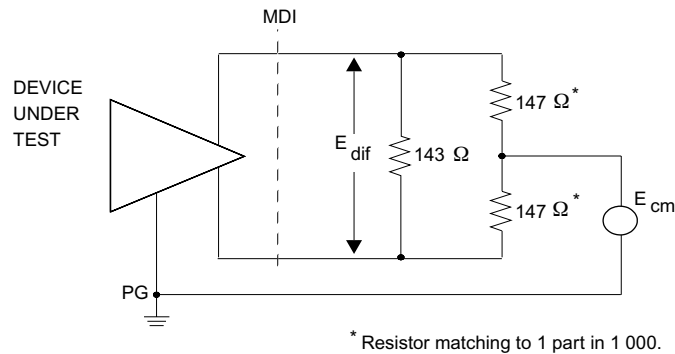 MDI
DEVICE
UNDER
TEST
E dif
143 Ω
147 Ω*
147 Ω*
E cm
PG
* Resistor matching to 1 part in 1 000.